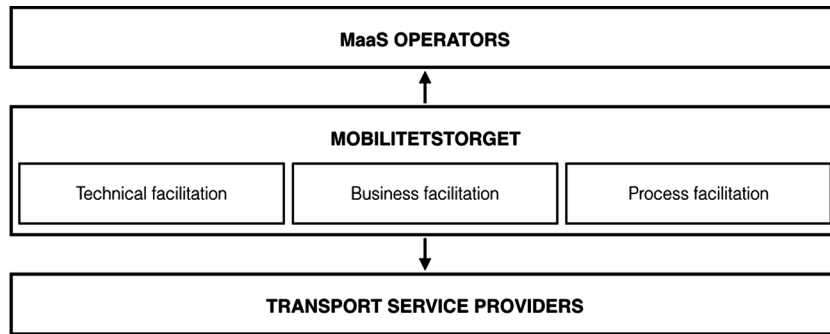 MaaS OPERATORS
MOBILITETSTORGET
Technical facilitation
Business facilitation
Process facilitation
TRANSPORT SERVICE PROVIDERS